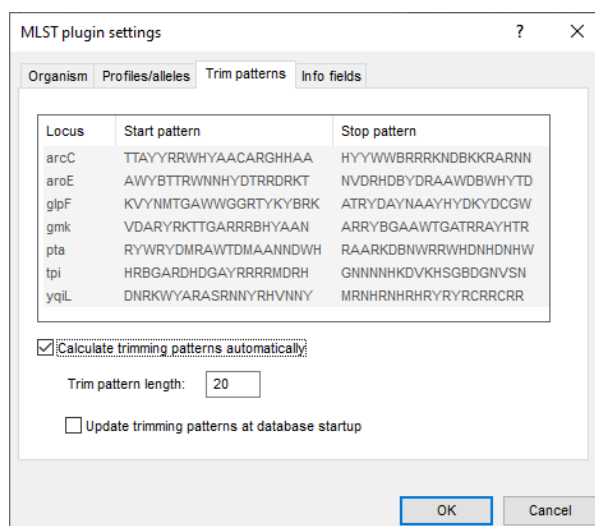 MLST plugin settings ? X
Organism Profiles/alleles Trim patterns Info fields
Locus Start pattern Stop pattern
arcC TTAYYRRWHYAACARGHHAA HYYWWBRRRKNDBKKRARNN
aroE AWYBTTRWNNHYDTRRDRKT NVDRHDBYDRAAWDBWHYTD
glpF KVYNMTGAWWGGRTYKYBRK ATRYDAYNAAYHYDKYDCGW
gmk VDARYRKTTGARRRBHYAAN ARRYBGAAWTGATRRAYHTR
pta RYWRYDMRAWTDMAANNDWH RAARKDBNWRRWHDNHDNHW
tpi HRBGARDHDGAYRRRRMDRH GNNNNHKDVKHSGBDGNVSN
yqiL DNRKWYARASRNNYRHVNNY MRNHRNHRHRYRYRCRRCRR
Calculate trimming patterns automatically
Trim pattern length: 20
Update trimming patterns at database startup
OK Cancel